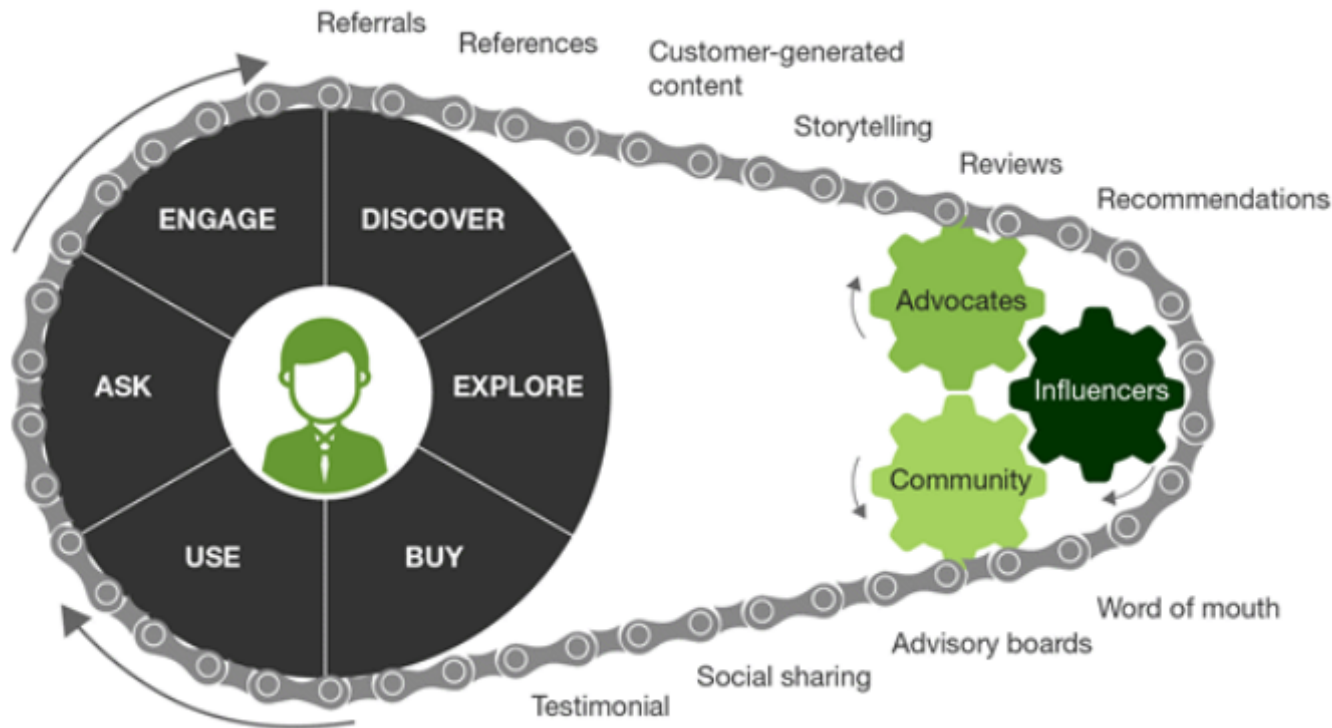 Referrals
References
Customer-generated
content
Storytelling
Reviews
Recommendations
ENGAGE
DISCOVER
ASK
EXPLORE
USE
BUY
Advocates
Influencers
Community
Word of mouth
Advisory boards
Social sharing
Testimonial